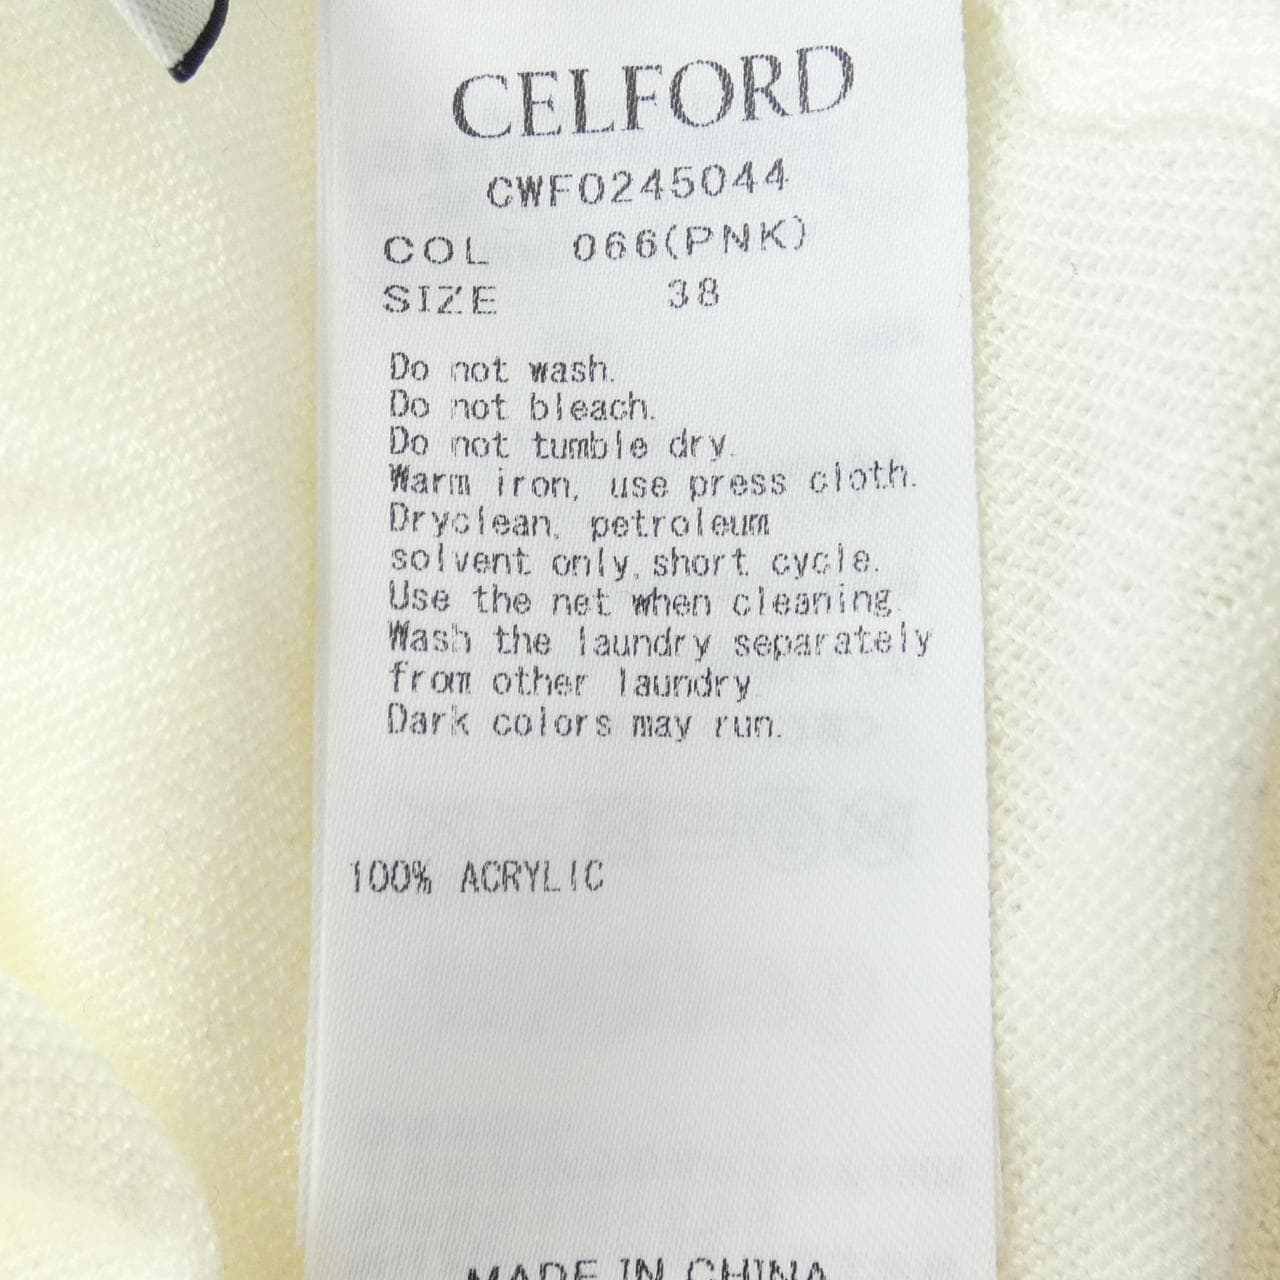 CELFORD
CWF0245044
COL 066(PNK)
SIZE 38
Do not wash.
Do not bleach.
Do not tumble dry.
Warm iron, use press cloth.
Dryclean, petroleum
solvent only, short cycle.
Use the net when cleaning.
Wash the laundry separately
from other laundry.
Dark colors may run.
100% ACRYLIC
MADE IN CHINA